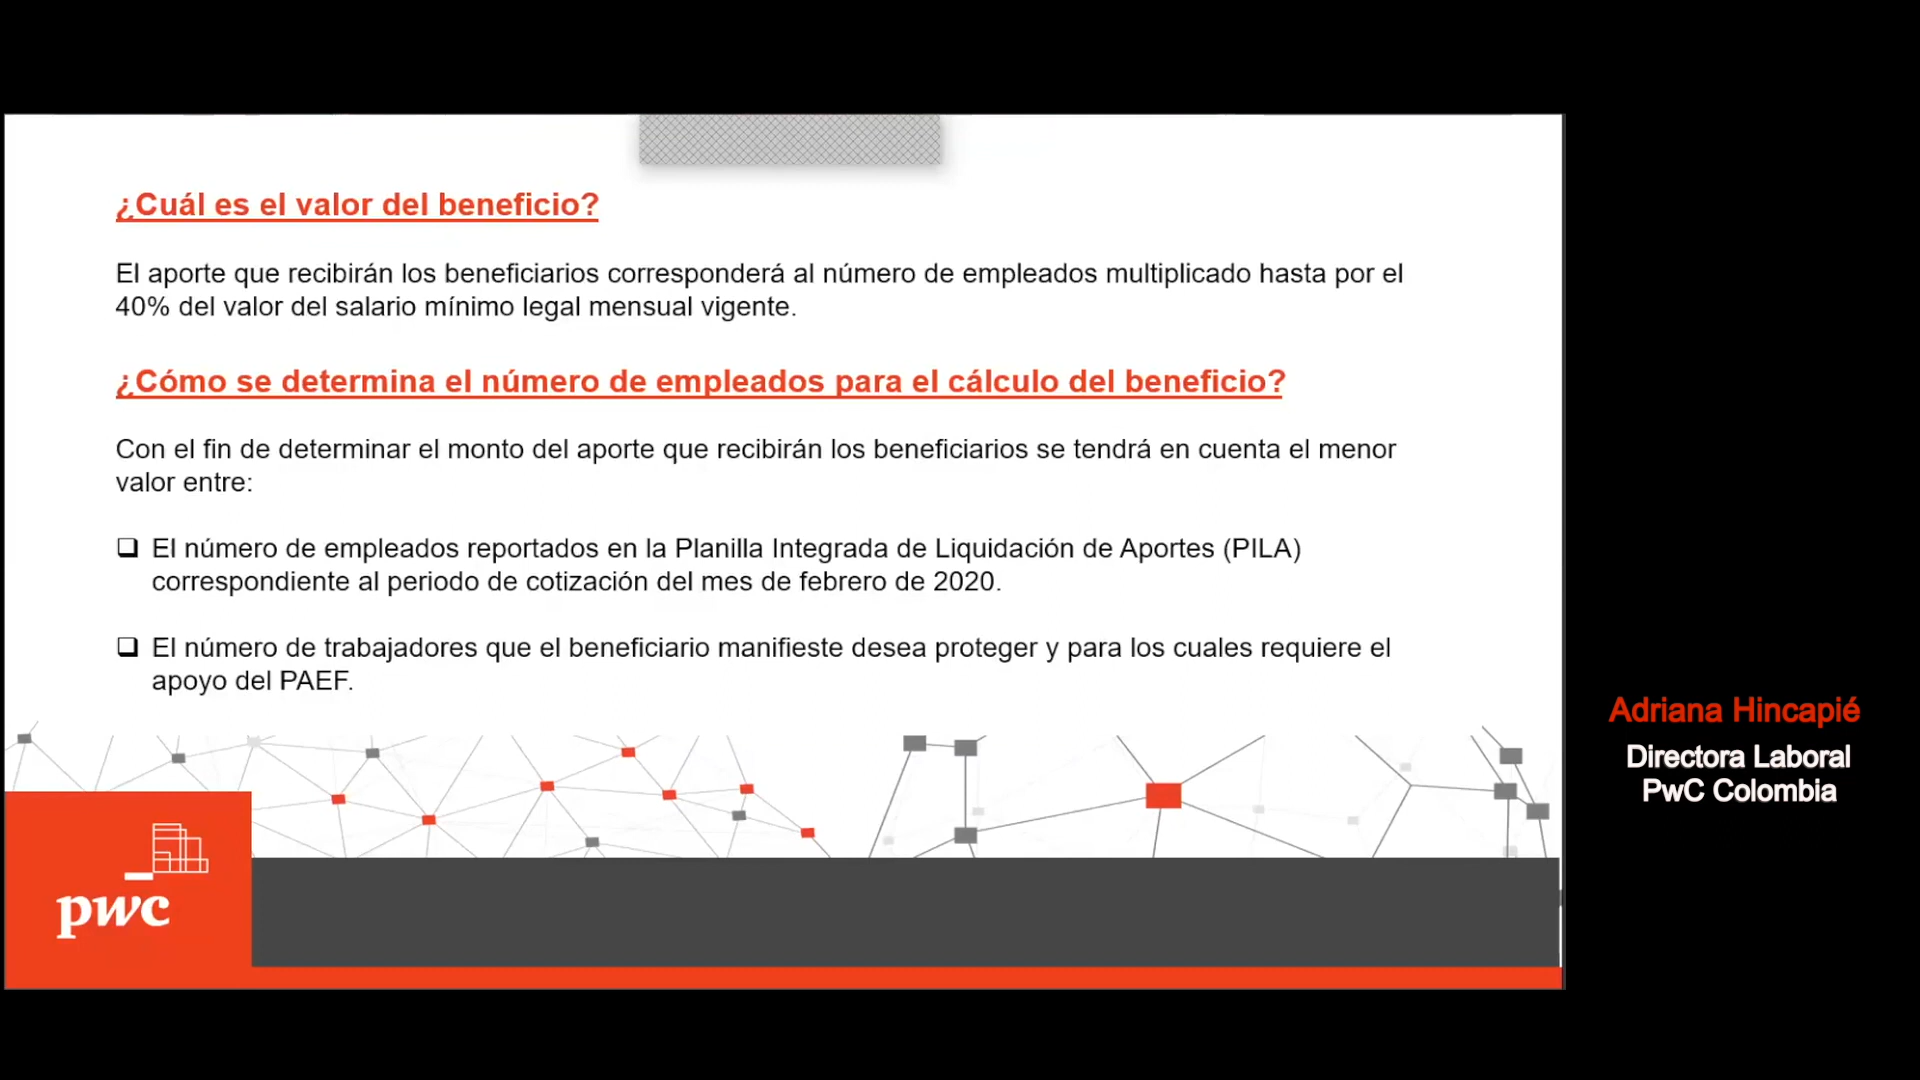 ¿Cuál es el valor del beneficio?
El aporte que recibirán los beneficiarios corresponderá al número de empleados multiplicado hasta por el
40% del valor del salario mínimo legal mensual vigente.
¿Cómo se determina el número de empleados para el cálculo del beneficio?
Con el fin de determinar el monto del aporte que recibirán los beneficiarios se tendrá en cuenta el menor
valor entre:
❑ El número de empleados reportados en la Planilla Integrada de Liquidación de Aportes (PILA)
correspondiente al periodo de cotización del mes de febrero de 2020.
❑ El número de trabajadores que el beneficiario manifieste desea proteger y para los cuales requiere el
apoyo del PAEF.
pwc
Adriana Hincapié
Directora Laboral
PwC Colombia